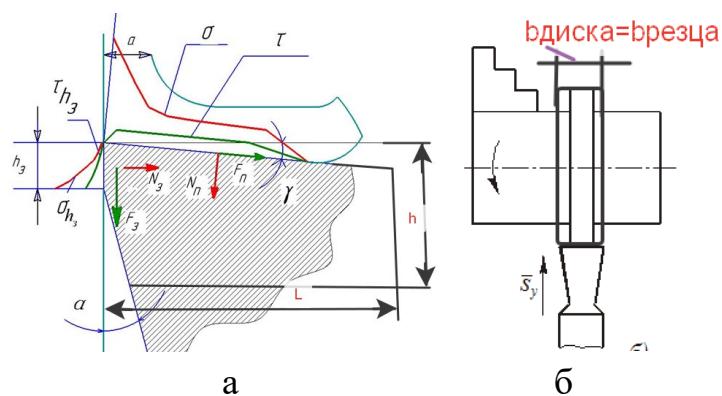 a
σ
τ
bдиска=bрезца
τhз
hз
σhз
Nз
Fз
Nп
Fп
γ
h
L
α
s̄y
б)
а
б